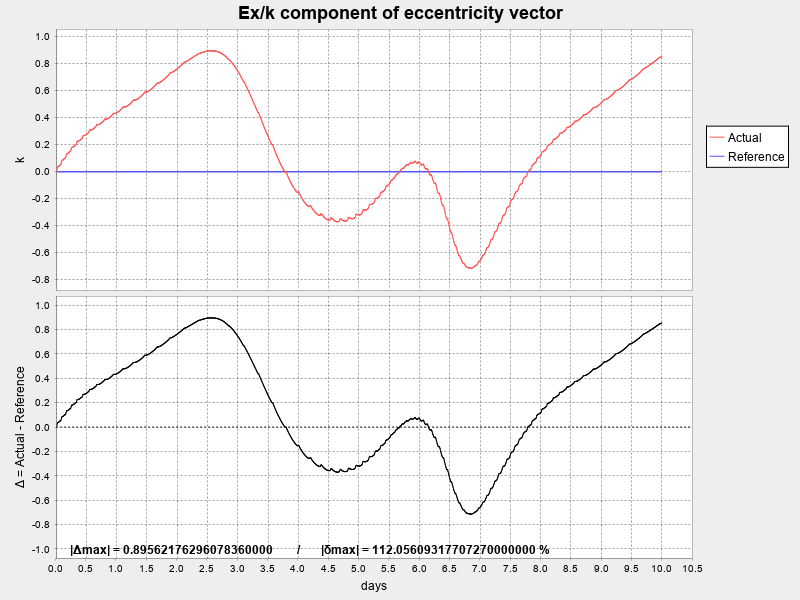 Ex/k component of eccentricity vector
1.0
0.8
0.6
0.4
0.2
0.0
-0.2
-0.4
-0.6
-0.8
k
Actual
Reference
1.0
0.8
0.6
0.4
0.2
0.0
-0.2
-0.4
-0.6
-0.8
-1.0
Δ = Actual - Reference
|Δmax| = 0.89562176296078360000 / |δmax| = 112.05609317707270000000 %
0.0 0.5 1.0 1.5 2.0 2.5 3.0 3.5 4.0 4.5 5.0 5.5 6.0 6.5 7.0 7.5 8.0 8.5 9.0 9.5 10.0 10.5
days